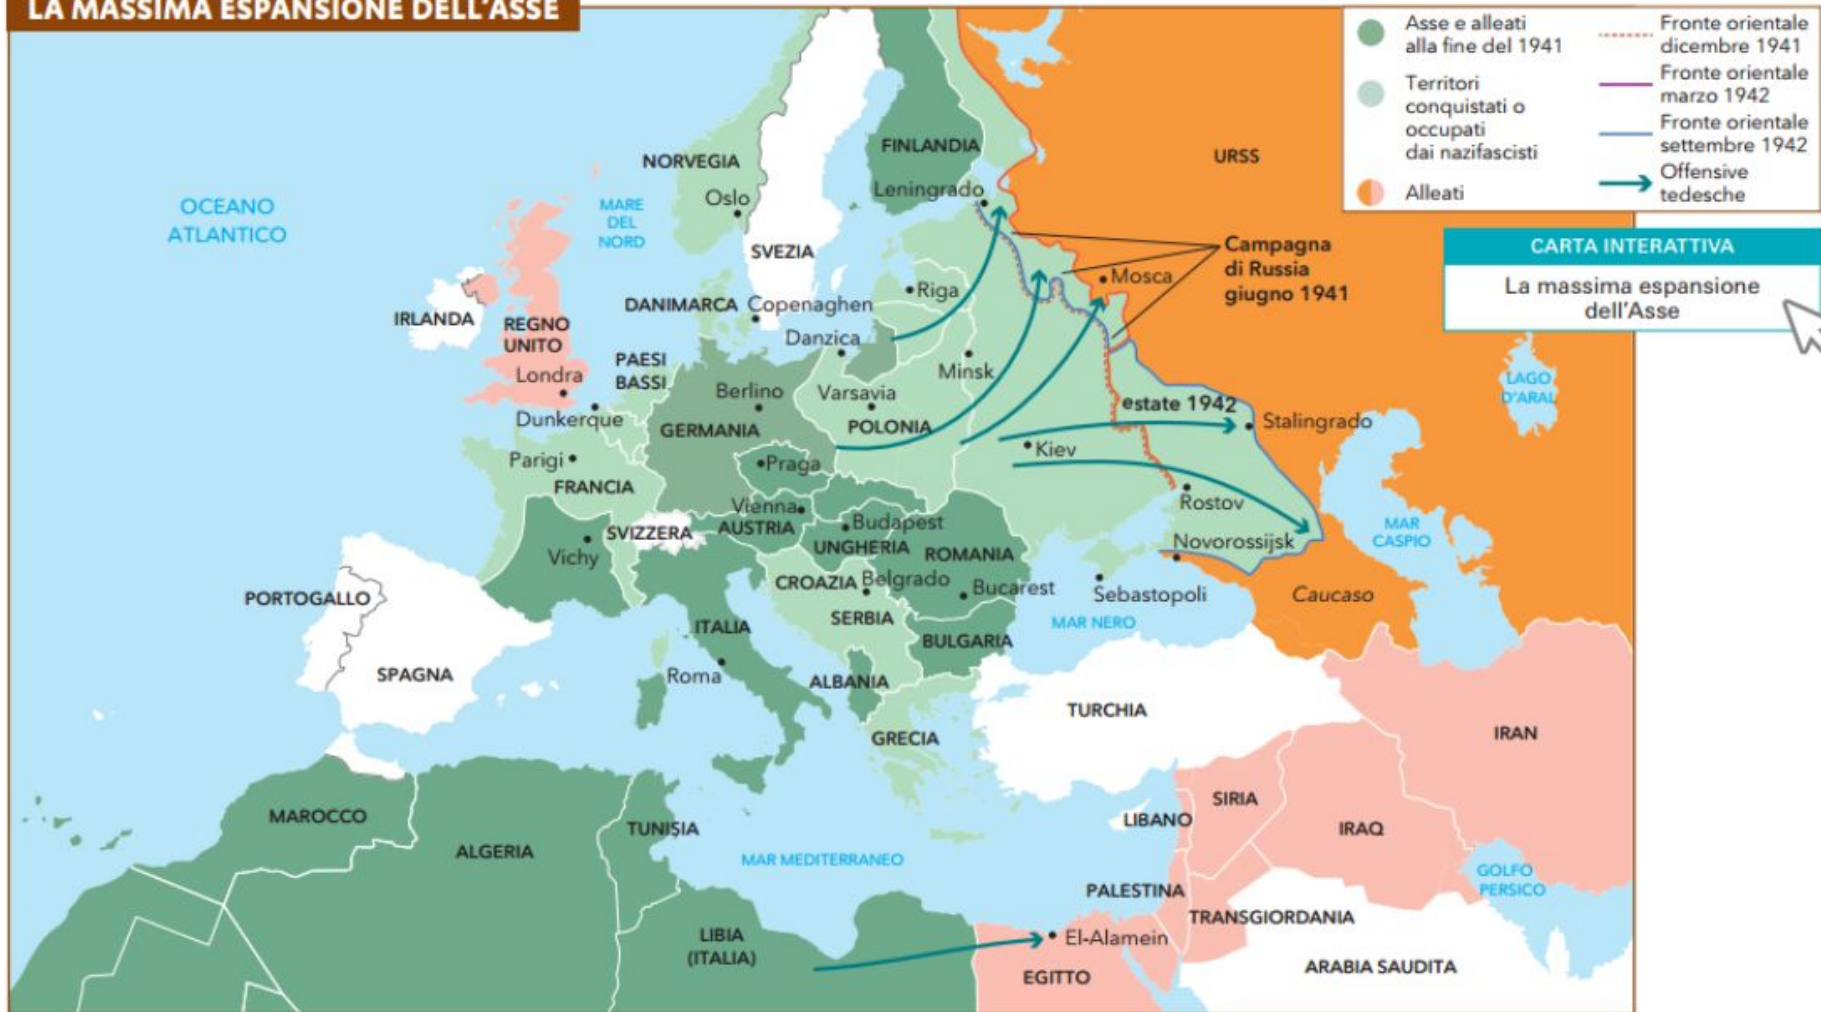 LA MASSIMA ESPANSIONE DELL'ASSE
Asse e alleati
alla fine del 1941
Territori
conquistati o
occupati
dai nazifascisti
Alleati
Fronte orientale
dicembre 1941
Fronte orientale
marzo 1942
Fronte orientale
settembre 1942
Offensive
tedesche
CARTA INTERATTIVA
La massima espansione
dell'Asse
FINLANDIA
URSS
NORVEGIA
Leningrado
Oslo
OCEANO
ATLANTICO
MARE
DEL
NORD
SVEZIA
Campagna
di Russia
giugno 1941
Mosca
Riga
DANIMARCA
Copenaghen
IRLANDA
REGNO
UNITO
Danzica
PAESI
BASSI
Minsk
Londra
Berlino
Varsavia
LAGO
D'ARAL
estate 1942
Dunkerque
GERMANIA
POLONIA
Stalingrado
Parigi
Praga
Kiev
FRANCIA
Vienna
Rostov
SVIZZERA
AUSTRIA
Budapest
MAR
CASPIO
Vichy
UNGHERIA
ROMANIA
Novorossijsk
CROAZIA
Belgrado
Bucarest
Sebastopoli
Caucaso
PORTOGALLO
SERBIA
MAR NERO
ITALIA
BULGARIA
SPAGNA
Roma
ALBANIA
TURCHIA
GRECIA
IRAN
SIRIA
MAROCCO
TUNISIA
LIBANO
IRAQ
ALGERIA
MAR MEDITERRANEO
GOLFO
PERSICO
PALESTINA
TRANSGIORDANIA
LIBIA
(ITALIA)
El-Alamein
EGITTO
ARABIA SAUDITA